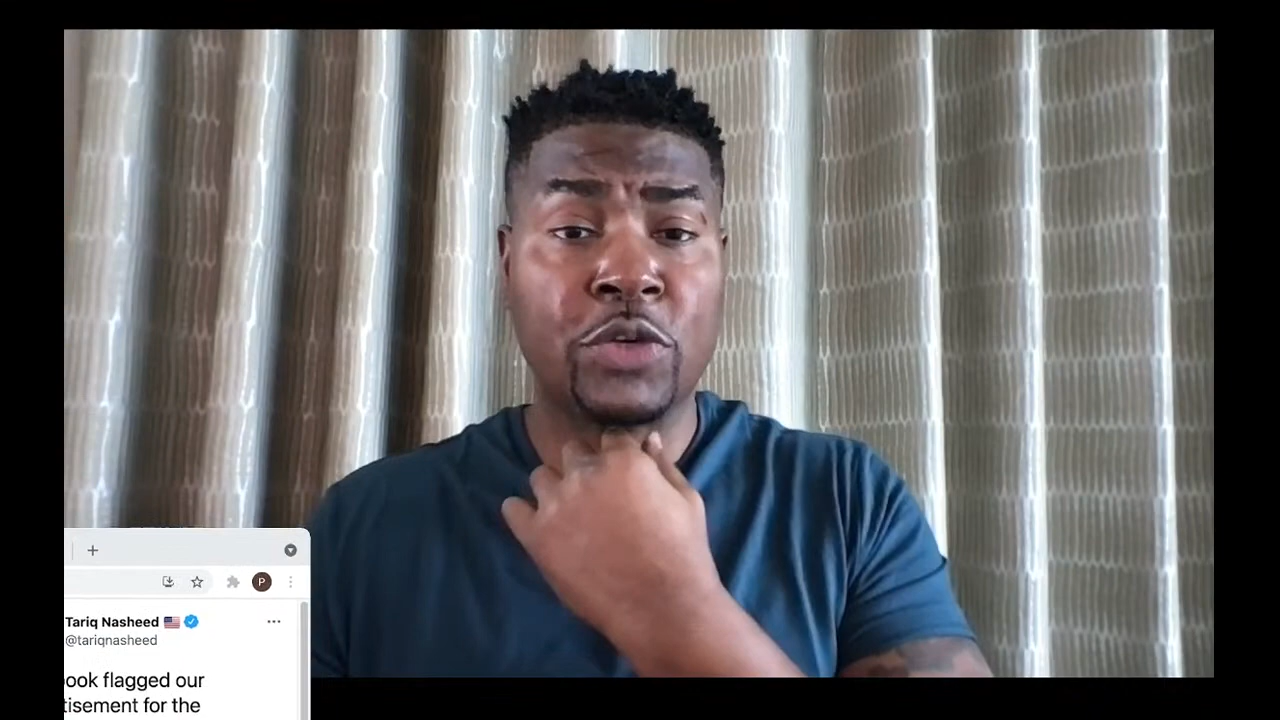 P
Tariq Nasheed 🇺🇸
@tariqnasheed
ook flagged our
tisement for the